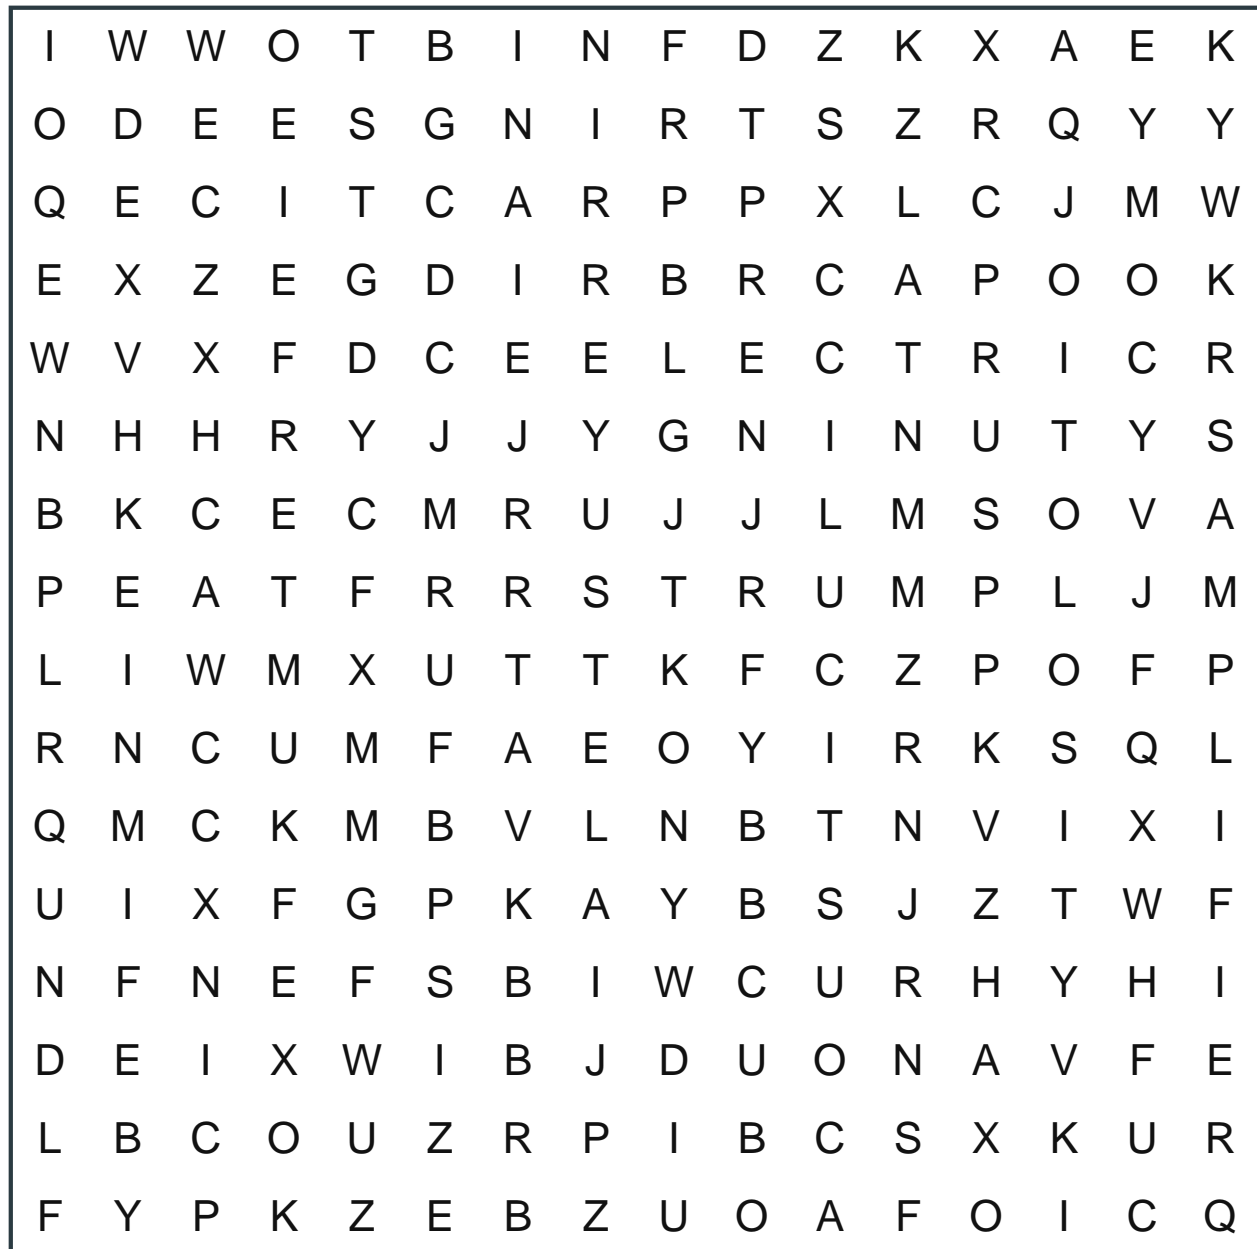 I W W O T B I N F D Z K X A E K
O D E E S G N I R T S Z R Q Y Y
Q E C I T C A R P P X L C J M W
E X Z E G D I R B R C A P O O K
W V X F D C E E L E C T R I C R
N H H R Y J J Y G N I N U T Y S
B K C E C M R U J J L M S O V A
P E A T F R R S T R U M P L J M
L I W M X U T T K F C Z P O F P
R N C U M F A E O Y I R K S Q L
Q M C K M B V L N B T N V I X I
U I X F G P K A Y B S J Z T W F
N F N E F S B I W C U R H Y H I
D E I X W I B J D U O N A V F E
L B C O U Z R P I B C S X K U R
F Y P K Z E B Z U O A F O I C Q